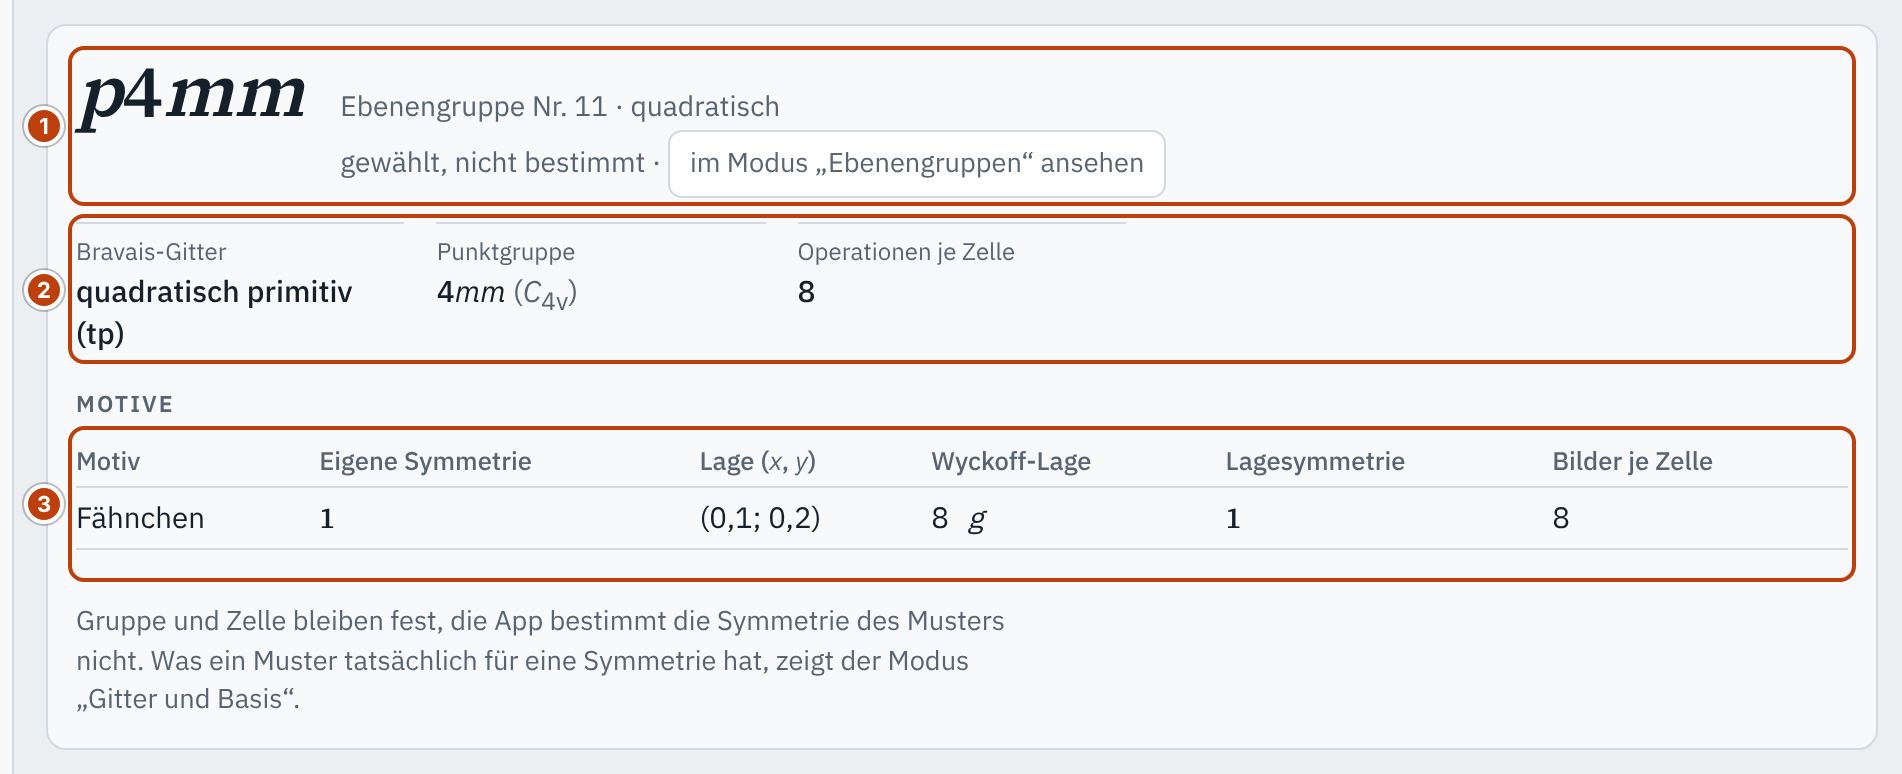 1
p4mm
Ebenengruppe Nr. 11 · quadratisch
gewählt, nicht bestimmt · im Modus „Ebenengruppen“ ansehen
2
Bravais-Gitter Punktgruppe Operationen je Zelle
quadratisch primitiv 4mm (C4v) 8
(tp)
MOTIVE
3
Motiv Eigene Symmetrie Lage (x, y) Wyckoff-Lage Lagesymmetrie Bilder je Zelle
Fähnchen 1 (0,1; 0,2) 8 g 1 8
Gruppe und Zelle bleiben fest, die App bestimmt die Symmetrie des Musters
nicht. Was ein Muster tatsächlich für eine Symmetrie hat, zeigt der Modus
„Gitter und Basis“.